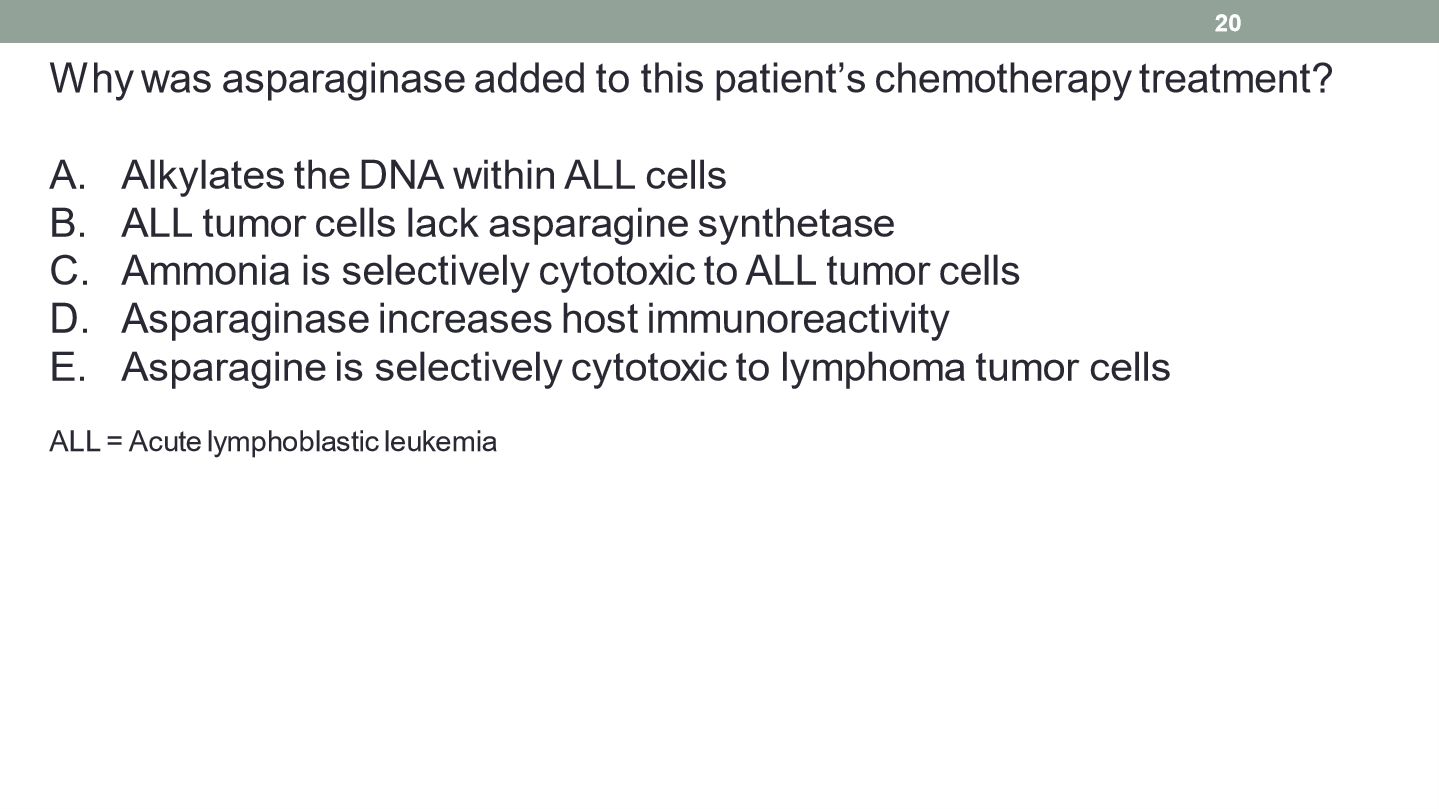 20
Why was asparaginase added to this patient’s chemotherapy treatment?
A. Alkylates the DNA within ALL cells
B. ALL tumor cells lack asparagine synthetase
C. Ammonia is selectively cytotoxic to ALL tumor cells
D. Asparaginase increases host immunoreactivity
E. Asparagine is selectively cytotoxic to lymphoma tumor cells
ALL = Acute lymphoblastic leukemia